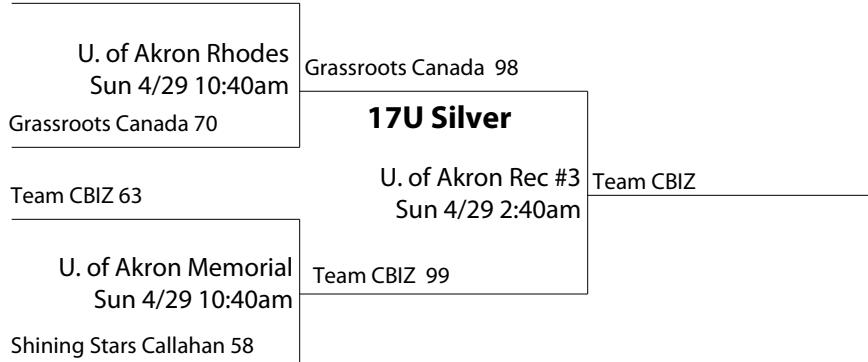 U. of Akron Rhodes
Sun 4/29 10:40am
Grassroots Canada 70
Grassroots Canada 98
17U Silver
U. of Akron Rec #3
Sun 4/29 2:40am
Team CBIZ
Team CBIZ 63
U. of Akron Memorial
Sun 4/29 10:40am
Team CBIZ 99
Shining Stars Callahan 58